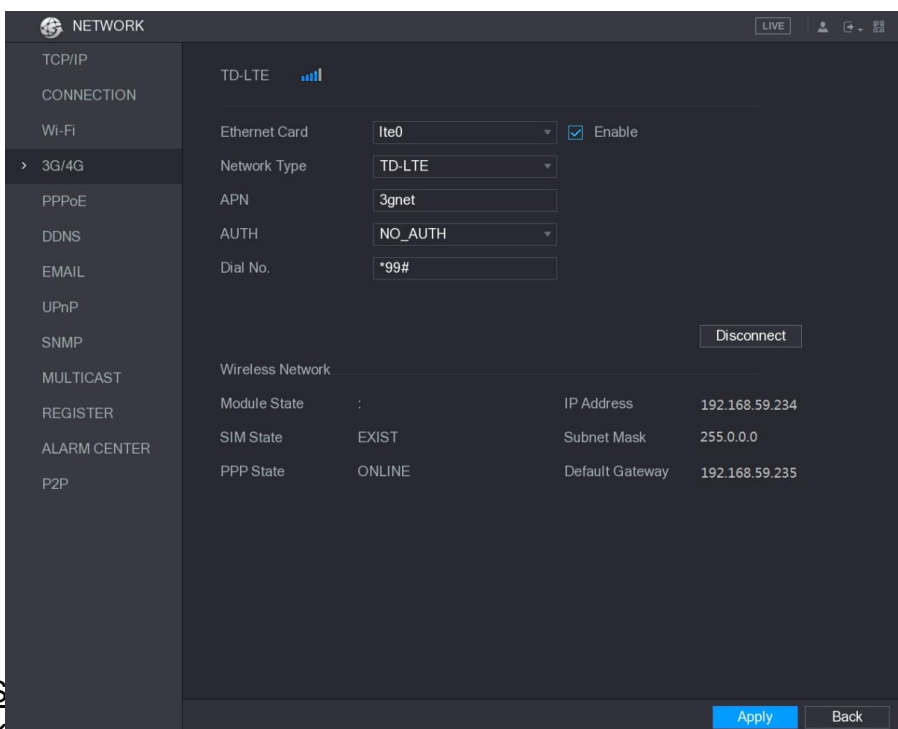 NETWORK LIVE
TCP/IP
CONNECTION
Wi-Fi
> 3G/4G
PPPoE
DDNS
EMAIL
UPnP
SNMP
MULTICAST
REGISTER
ALARM CENTER
P2P
TD-LTE
Ethernet Card lte0 Enable
Network Type TD-LTE
APN 3gnet
AUTH NO_AUTH
Dial No. *99#
Disconnect
Wireless Network
Module State : IP Address 192.168.59.234
SIM State EXIST Subnet Mask 255.0.0.0
PPP State ONLINE Default Gateway 192.168.59.235
Apply Back